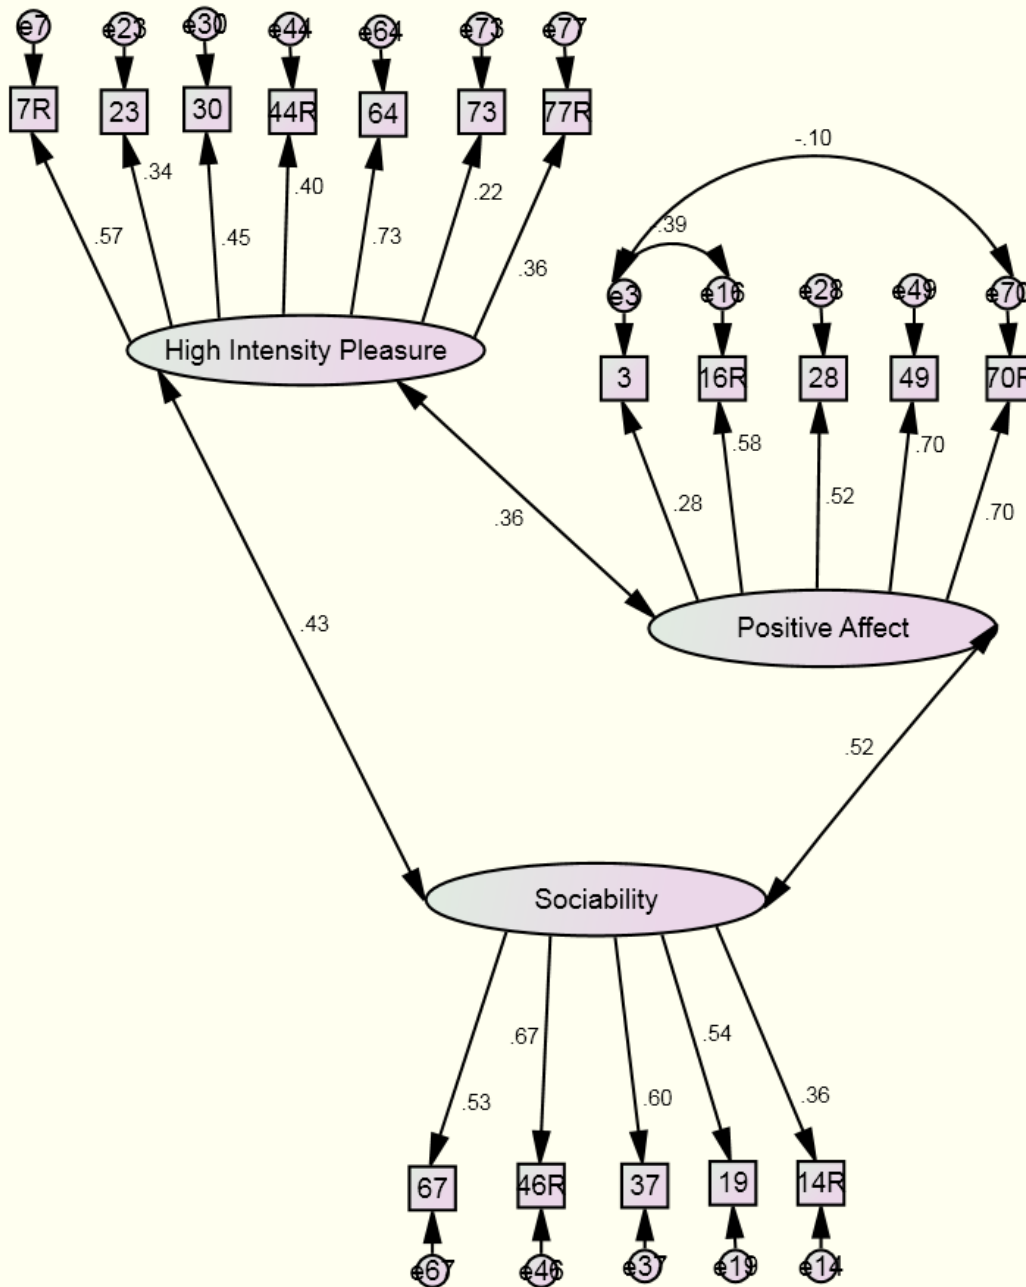 e7 e23 e30 e44 e64 e73 e77
7R 23 30 44R 64 73 77R
-.10
.34 .40 .22
.57 .45 .73 .36
-.39
e3 e16 e28 e49 e70
High Intensity Pleasure
3 16R 28 49 70R
.58 .70
.28 .52 .70
.36
.43
Positive Affect
.52
Sociability
.67 .54
.53 .60 .36
67 46R 37 19 14R
e67 e46 e37 e19 e14